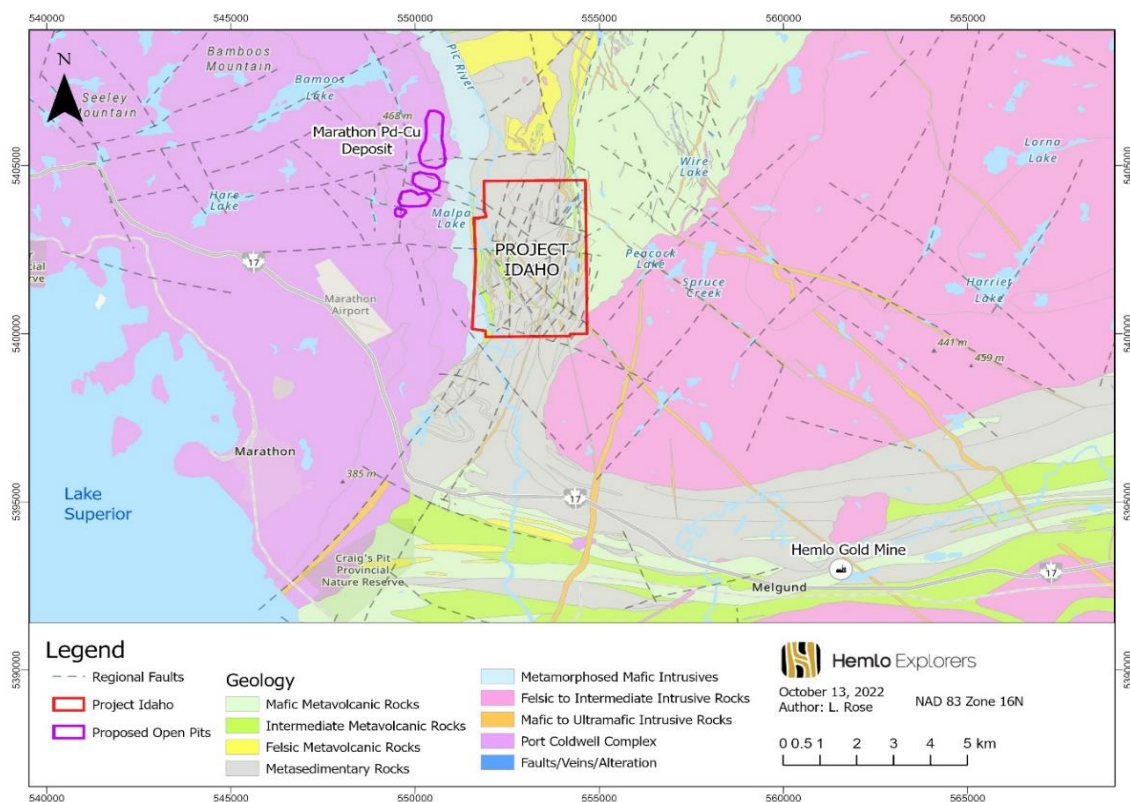 540000 545000 550000 555000 560000 565000
Bamboos
Mountain
Pic River
Seeley
Mountain
Bamoos
Lake
N
468 m
Marathon Pd-Cu
Deposit
5405000
5405000
Wire
Lake
Lorna
Lake
Hare
Lake
Malpa
Lake
PROJECT
IDAHO
Peacock
Lake
Spruce
Creek
Harrier
Lake
17
cial
erve
Marathon
Airport
5400000
5400000
441 m
459 m
Marathon
385 m
Lake
Superior
17
5395000
5395000
Hemlo Gold Mine
Craig's Pit
Provincial
Nature Reserve
Melgund
17
Legend
Regional Faults
Project Idaho
Proposed Open Pits
Geology
Mafic Metavolcanic Rocks
Intermediate Metavolcanic Rocks
Felsic Metavolcanic Rocks
Metasedimentary Rocks
Metamorphosed Mafic Intrusives
Felsic to Intermediate Intrusive Rocks
Mafic to Ultramafic Intrusive Rocks
Port Coldwell Complex
Faults/Veins/Alteration
Hemlo Explorers
October 13, 2022
Author: L. Rose
NAD 83 Zone 16N
0 0.5 1 2 3 4 5 km
5390000
5390000
540000 545000 550000 555000 560000 565000